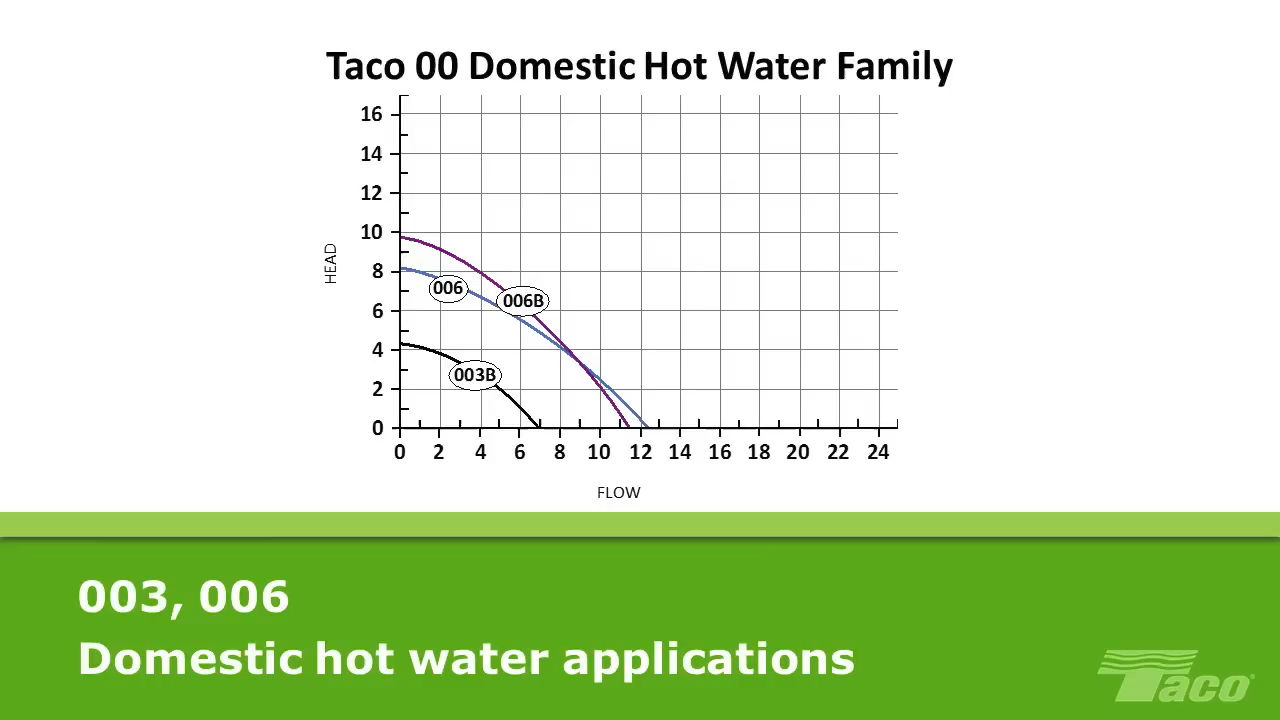 Taco 00 Domestic Hot Water Family
16
14
12
10
8
6
4
2
0
HEAD
006
006B
003B
0 2 4 6 8 10 12 14 16 18 20 22 24
FLOW
003, 006
Domestic hot water applications
Taco